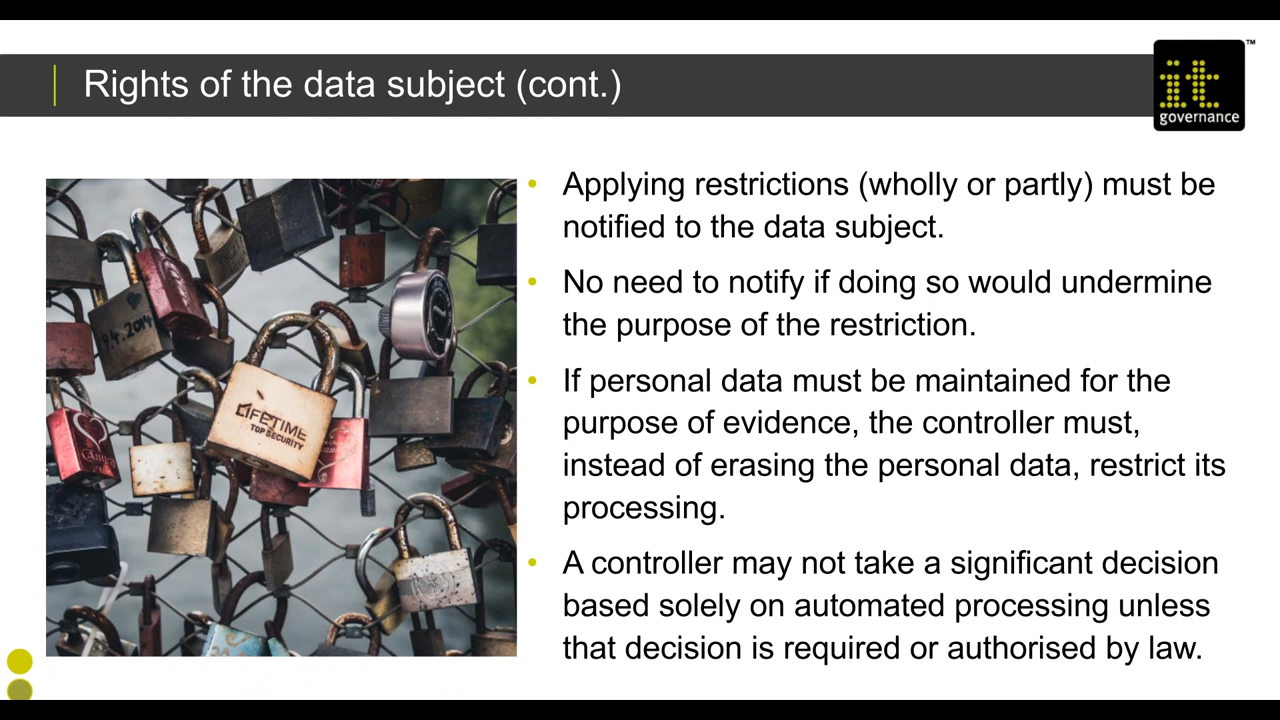 Rights of the data subject (cont.)
it
governance
™
• Applying restrictions (wholly or partly) must be
notified to the data subject.
• No need to notify if doing so would undermine
the purpose of the restriction.
• If personal data must be maintained for the
purpose of evidence, the controller must,
instead of erasing the personal data, restrict its
processing.
• A controller may not take a significant decision
based solely on automated processing unless
that decision is required or authorised by law.
LIFETIME
TOP SECURITY